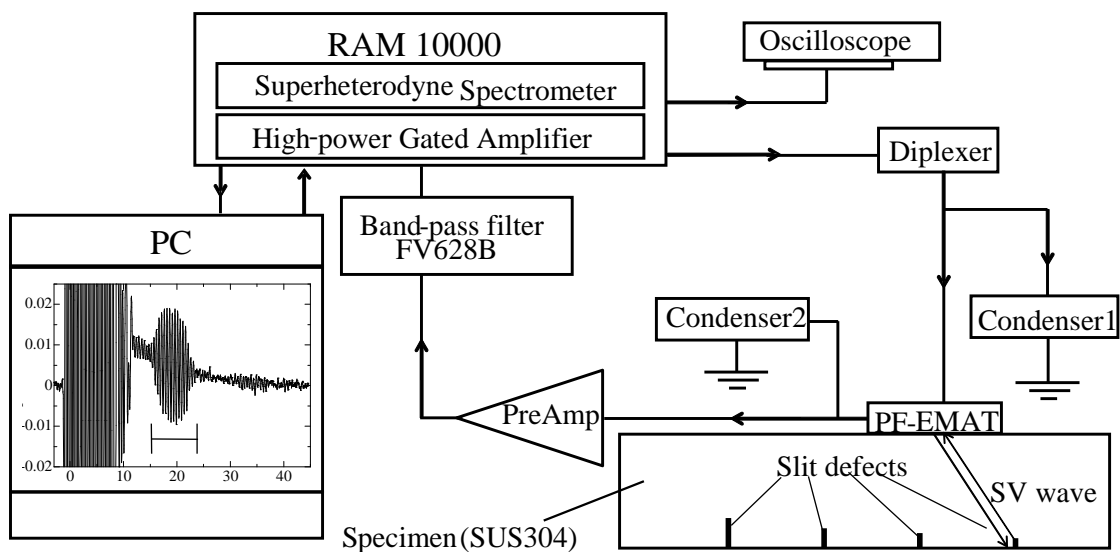 RAM 10000
Superheterodyne Spectrometer
High-power Gated Amplifier
Oscilloscope
Diplexer
Band-pass filter
FV628B
PC
0.02
0.01
0
-0.01
-0.02
0 10 20 30 40
Condenser2
Condenser1
PreAmp
PF-EMAT
Slit defects
SV wave
Specimen (SUS304)